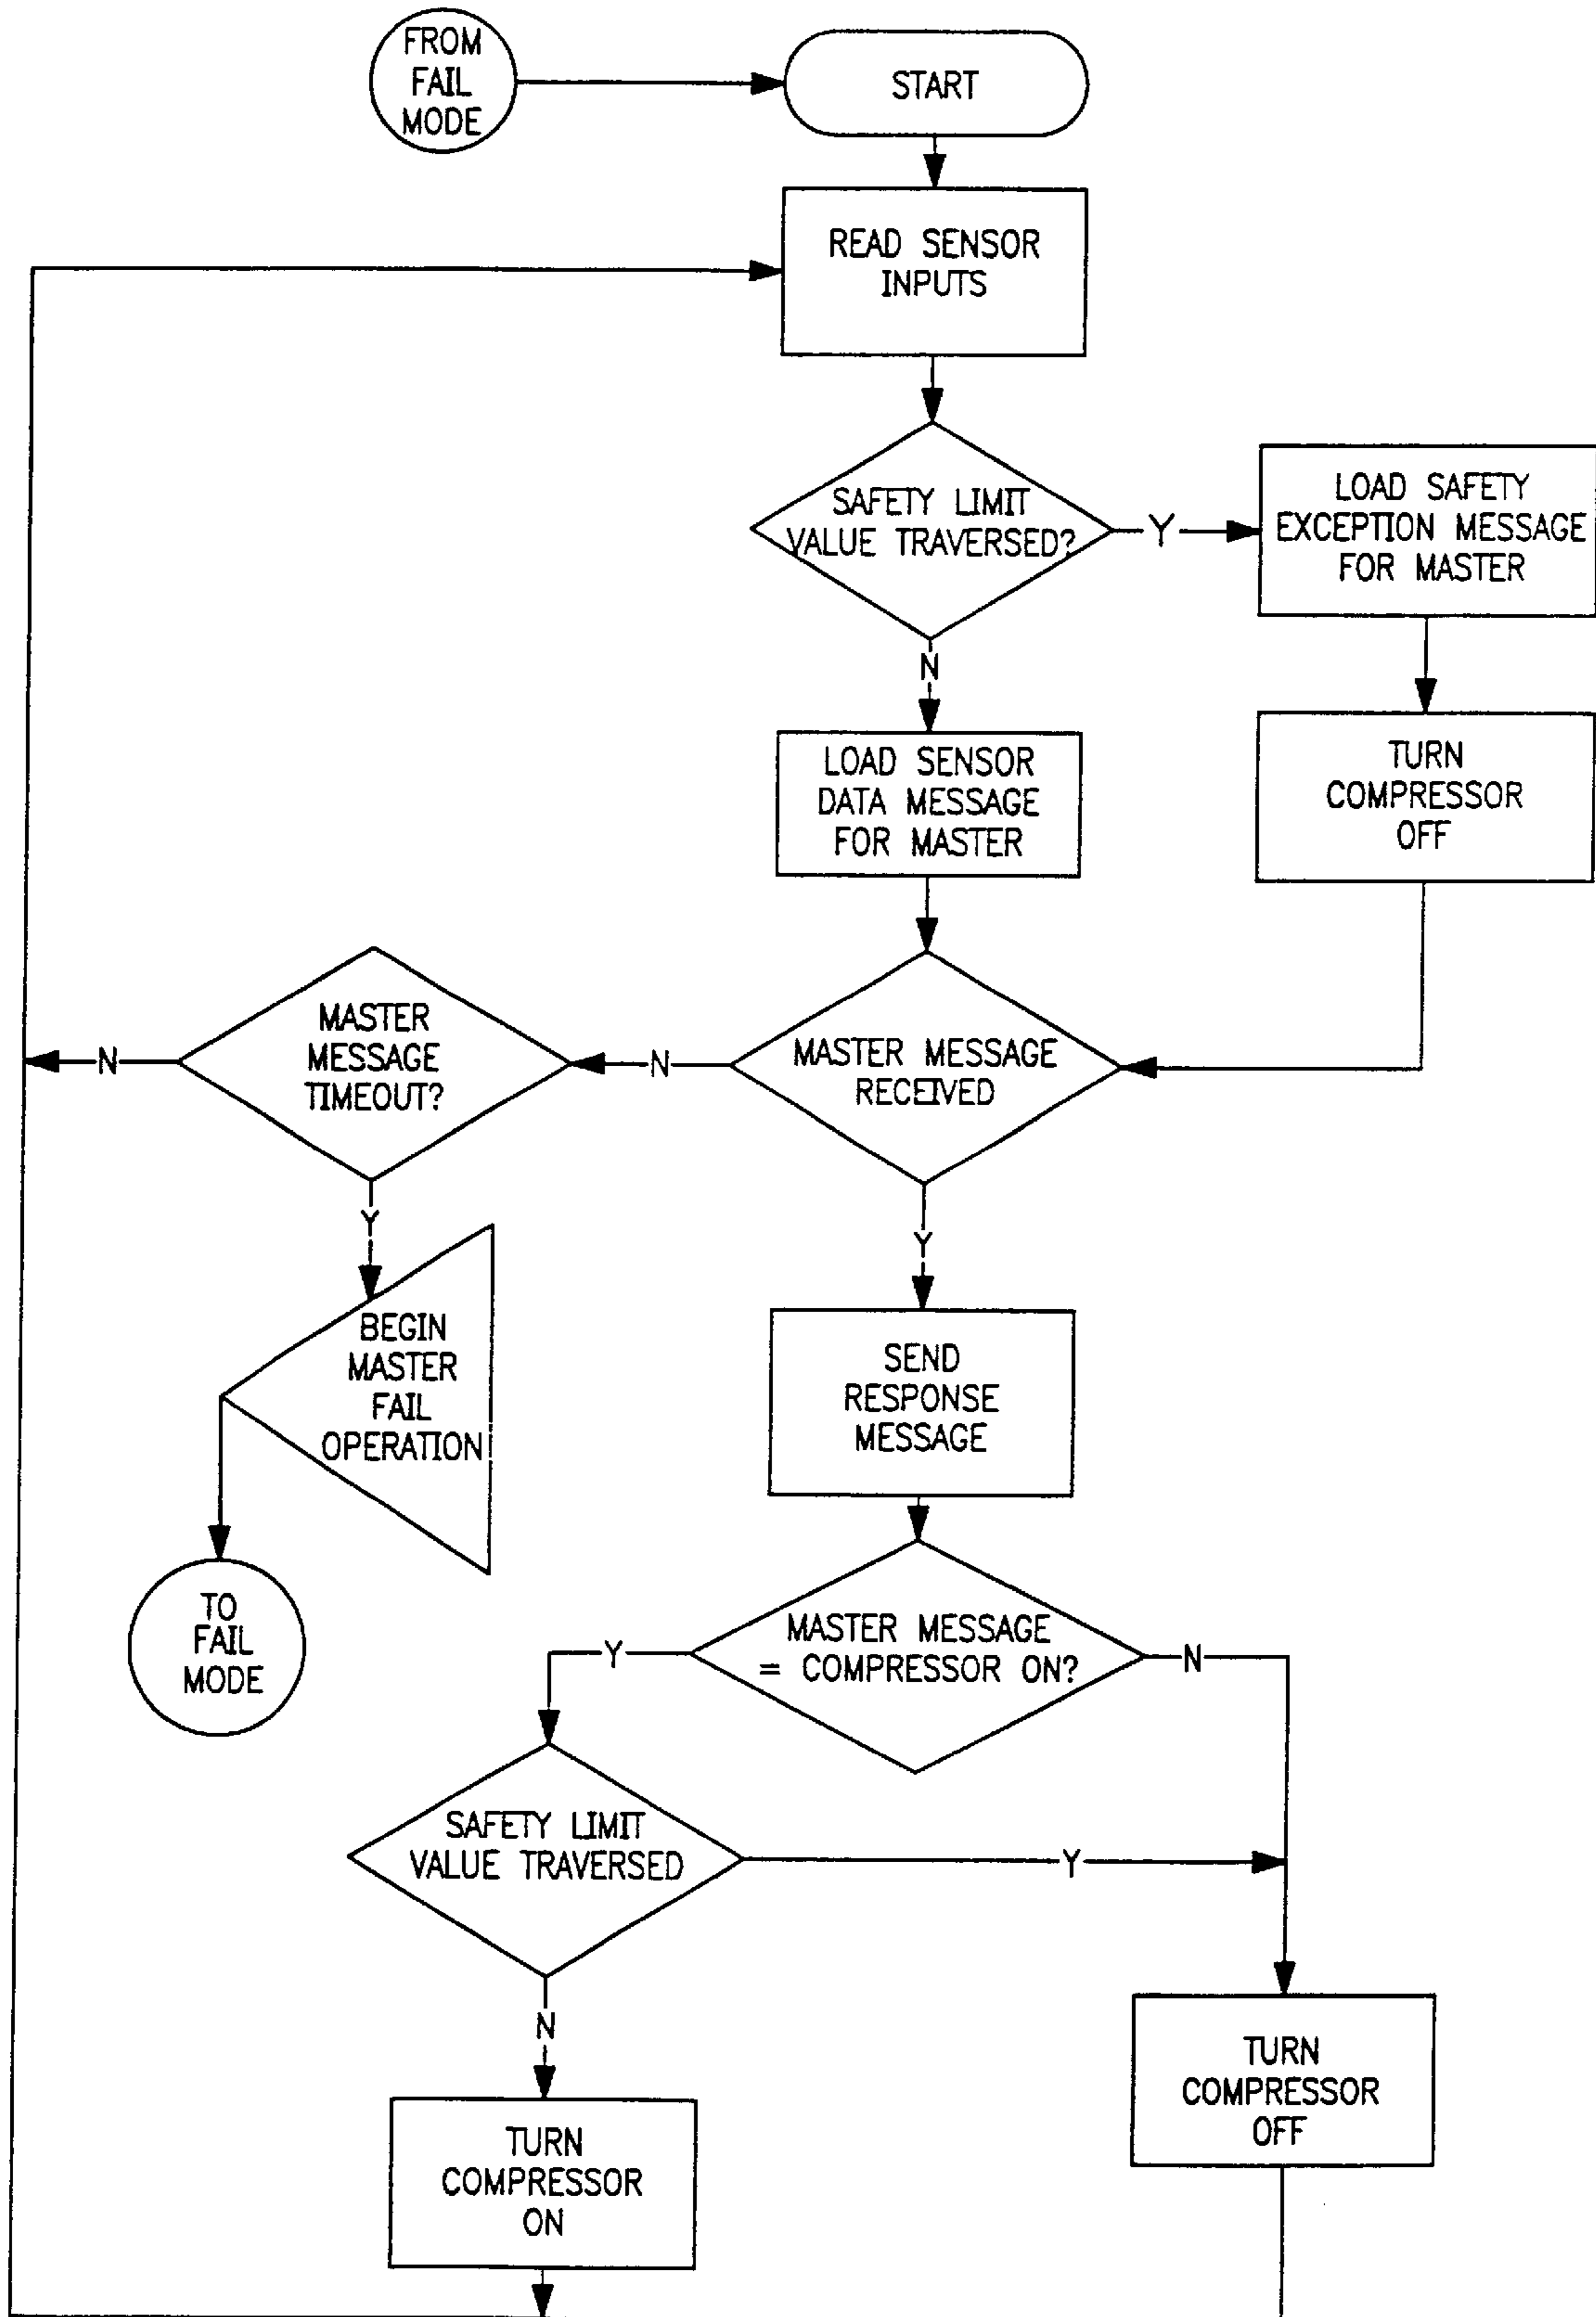 FROM
FAIL
MODE
START
READ SENSOR
INPUTS
SAFETY LIMIT
VALUE TRAVERSED?
Y
LOAD SAFETY
EXCEPTION MESSAGE
FOR MASTER
N
LOAD SENSOR
DATA MESSAGE
FOR MASTER
TURN
COMPRESSOR
OFF
MASTER MESSAGE
RECEIVED
N
MASTER
MESSAGE
TIMEOUT?
N
Y
BEGIN
MASTER
FAIL
OPERATION
TO
FAIL
MODE
Y
SEND
RESPONSE
MESSAGE
MASTER MESSAGE
= COMPRESSOR ON?
Y
N
SAFETY LIMIT
VALUE TRAVERSED
Y
N
TURN
COMPRESSOR
ON
TURN
COMPRESSOR
OFF